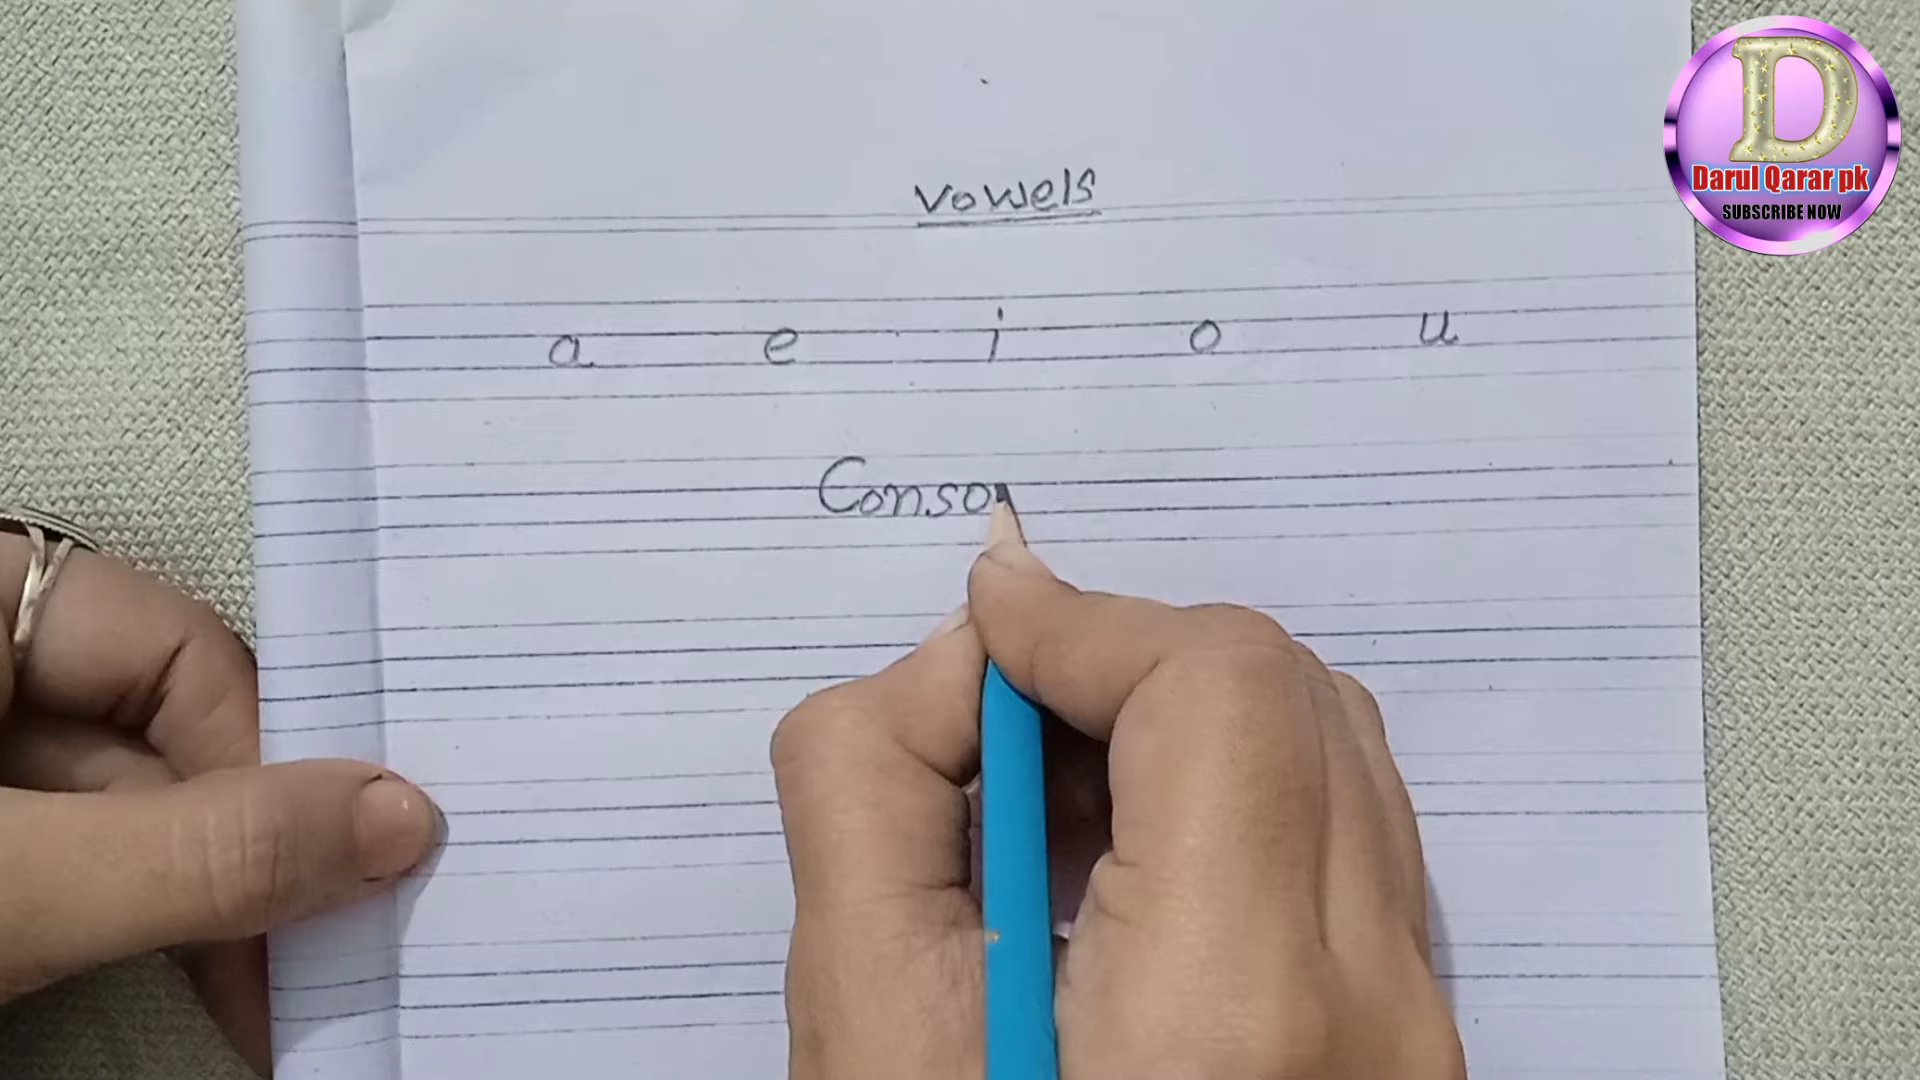 Vowels
a e i o u
Conso
D
Darul Qarar pk
SUBSCRIBE NOW